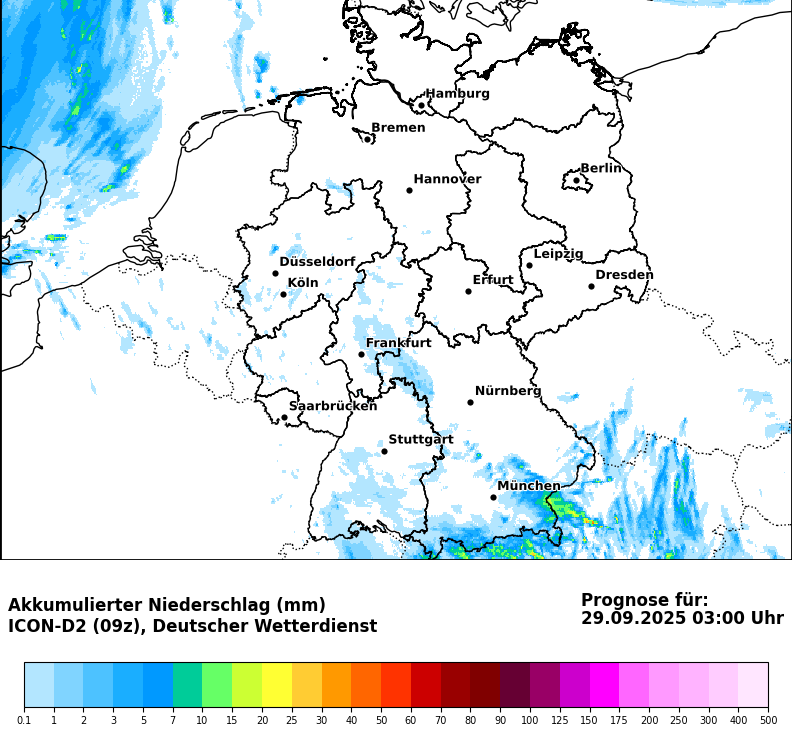 Hamburg
Bremen
Berlin
Hannover
Leipzig
Düsseldorf
Dresden
Köln
Erfurt
Frankfurt
Nürnberg
Saarbrücken
Stuttgart
München
Akkumulierter Niederschlag (mm)
ICON-D2 (09z), Deutscher Wetterdienst
Prognose für:
29.09.2025 03:00 Uhr
0.1 1 2 3 5 7 10 15 20 25 30 40 50 60 70 80 90 100 125 150 175 200 250 300 400 500